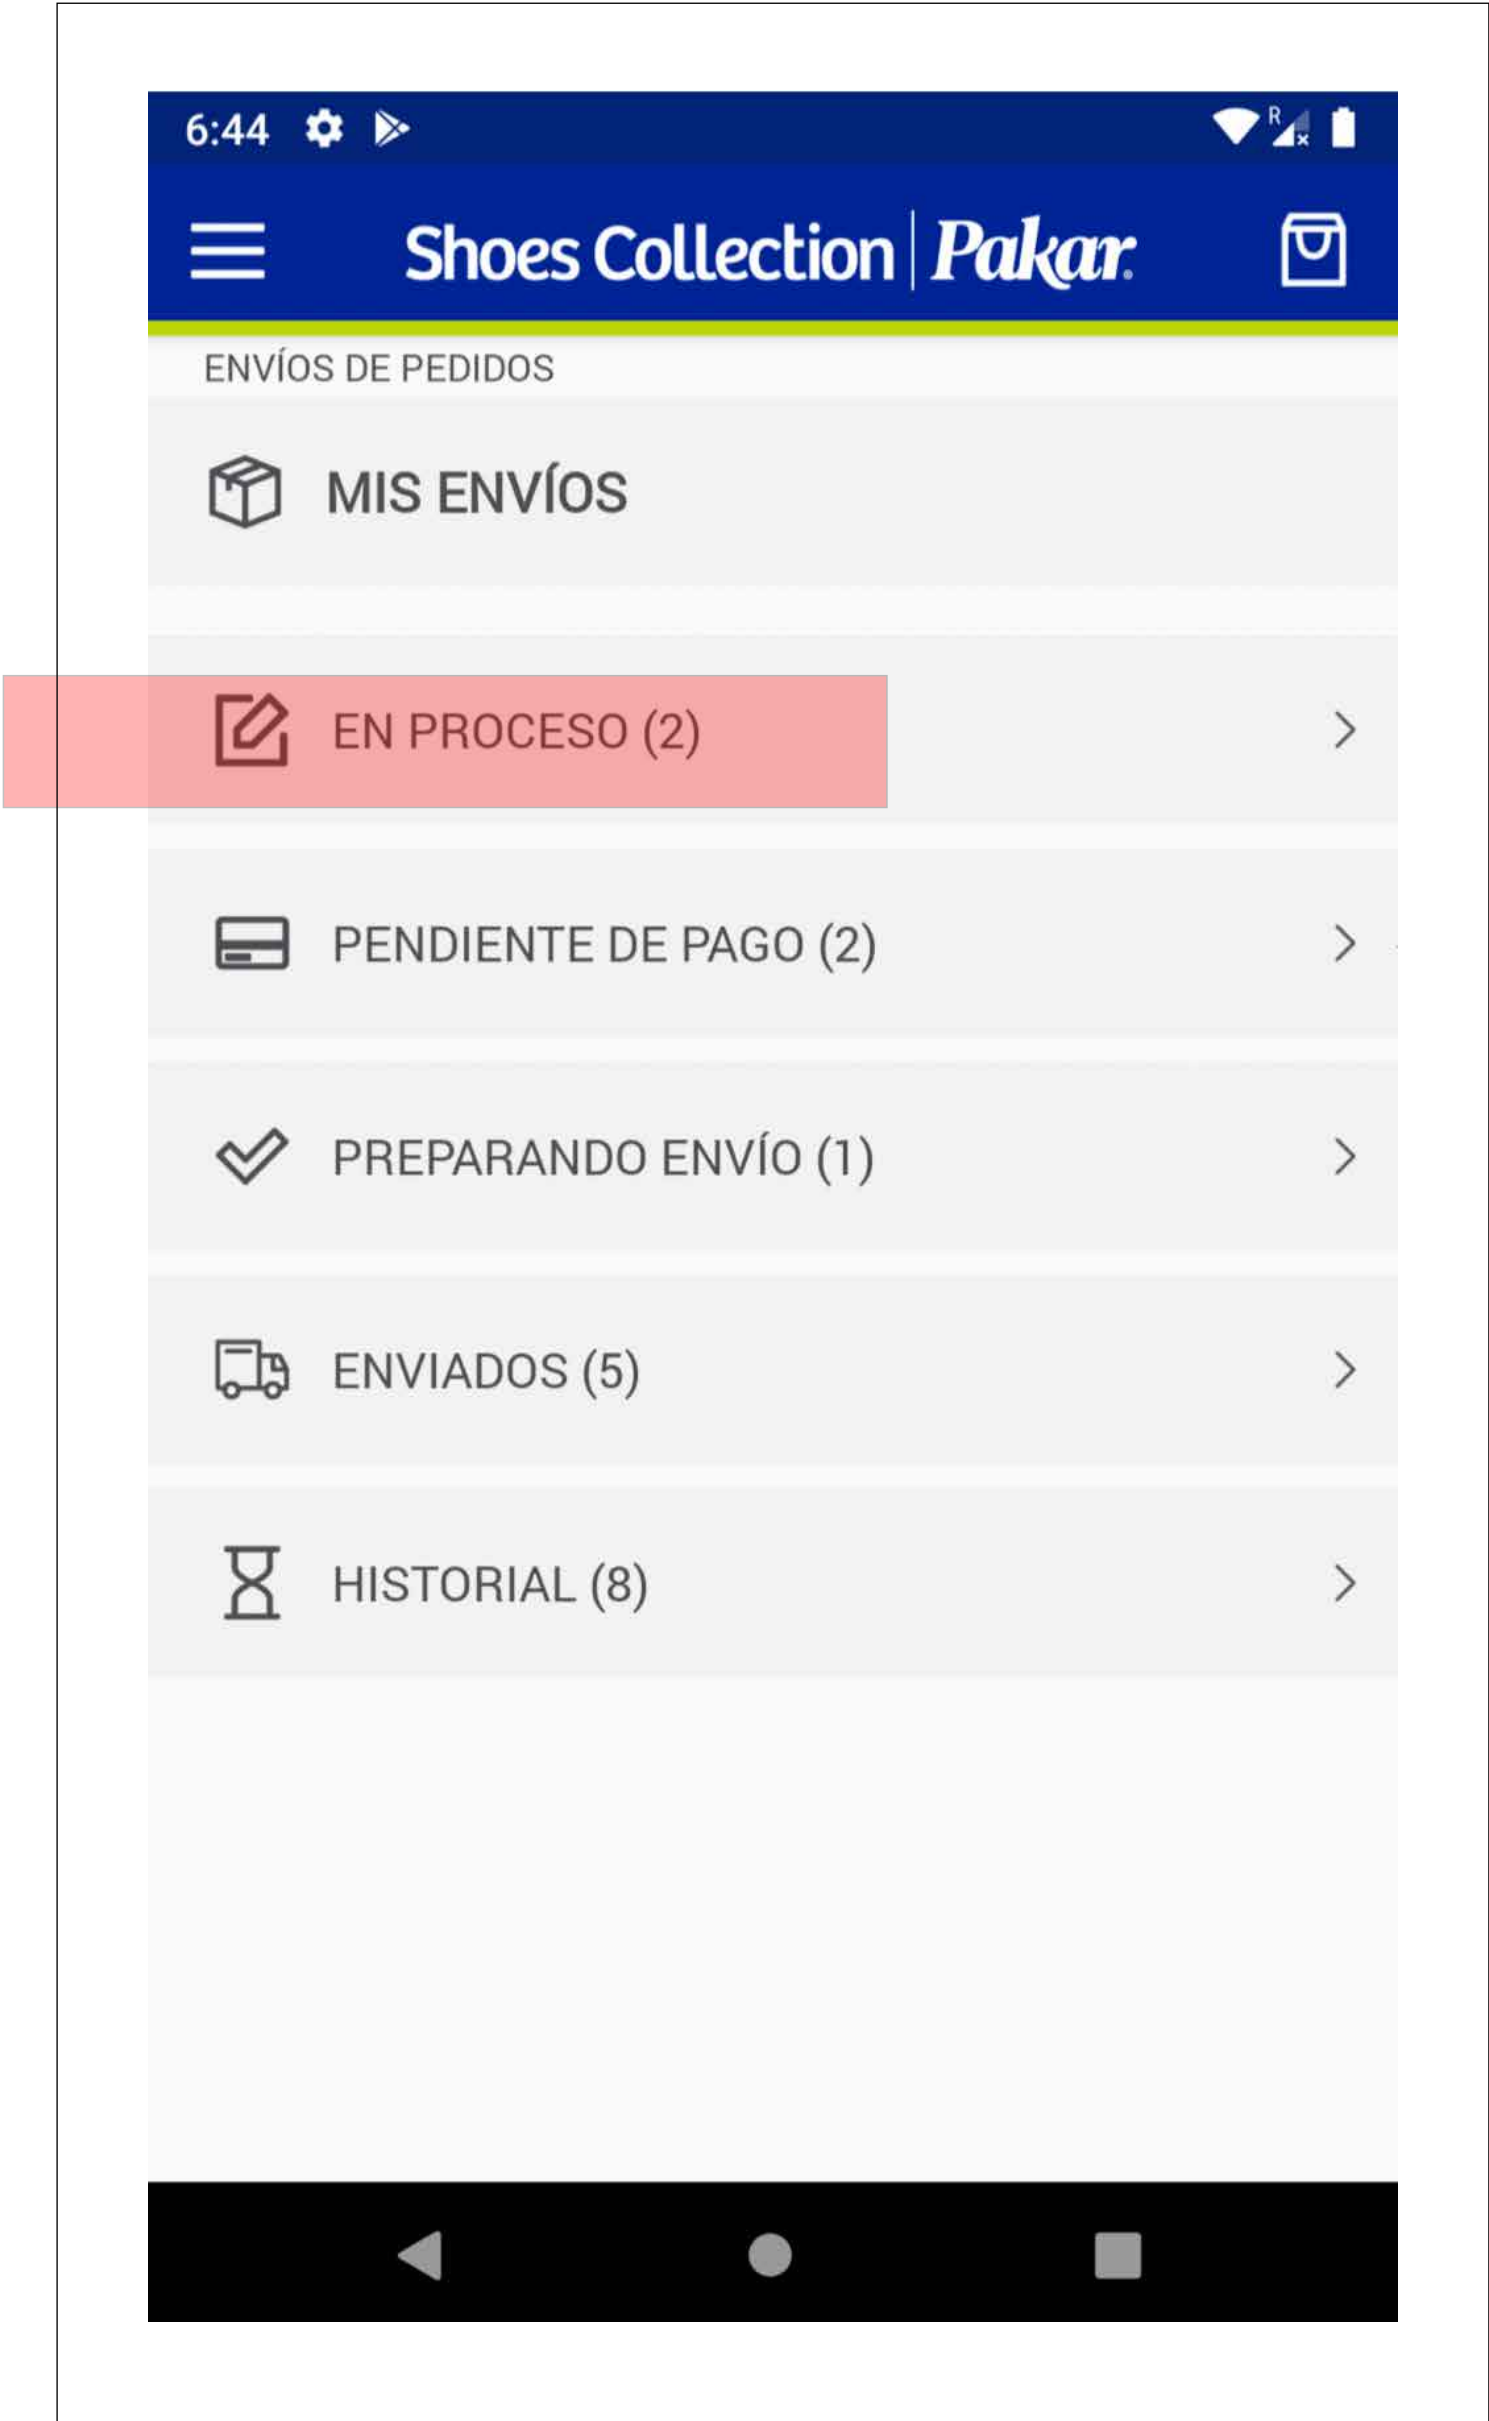 6:44 R
Shoes Collection | Pakar®
ENVÍOS DE PEDIDOS
MIS ENVÍOS
EN PROCESO (2)
PENDIENTE DE PAGO (2)
PREPARANDO ENVÍO (1)
ENVIADOS (5)
HISTORIAL (8)